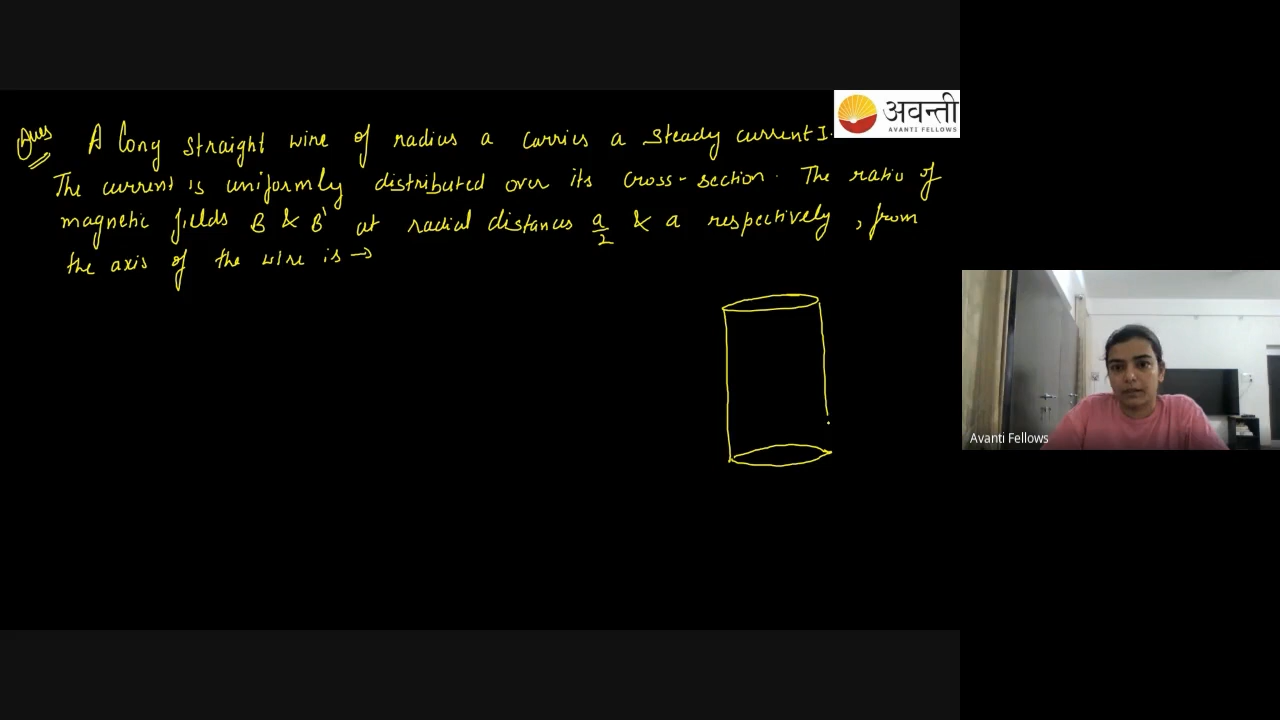 Ques A long straight wire of radius a carries a steady current I.
The current is uniformly distributed over its cross-section. The ratio of
magnetic fields B & B' at radial distances a/2 & a respectively, from
the axis of the wire is →
अवन्ती
AVANTI FELLOWS
Avanti Fellows